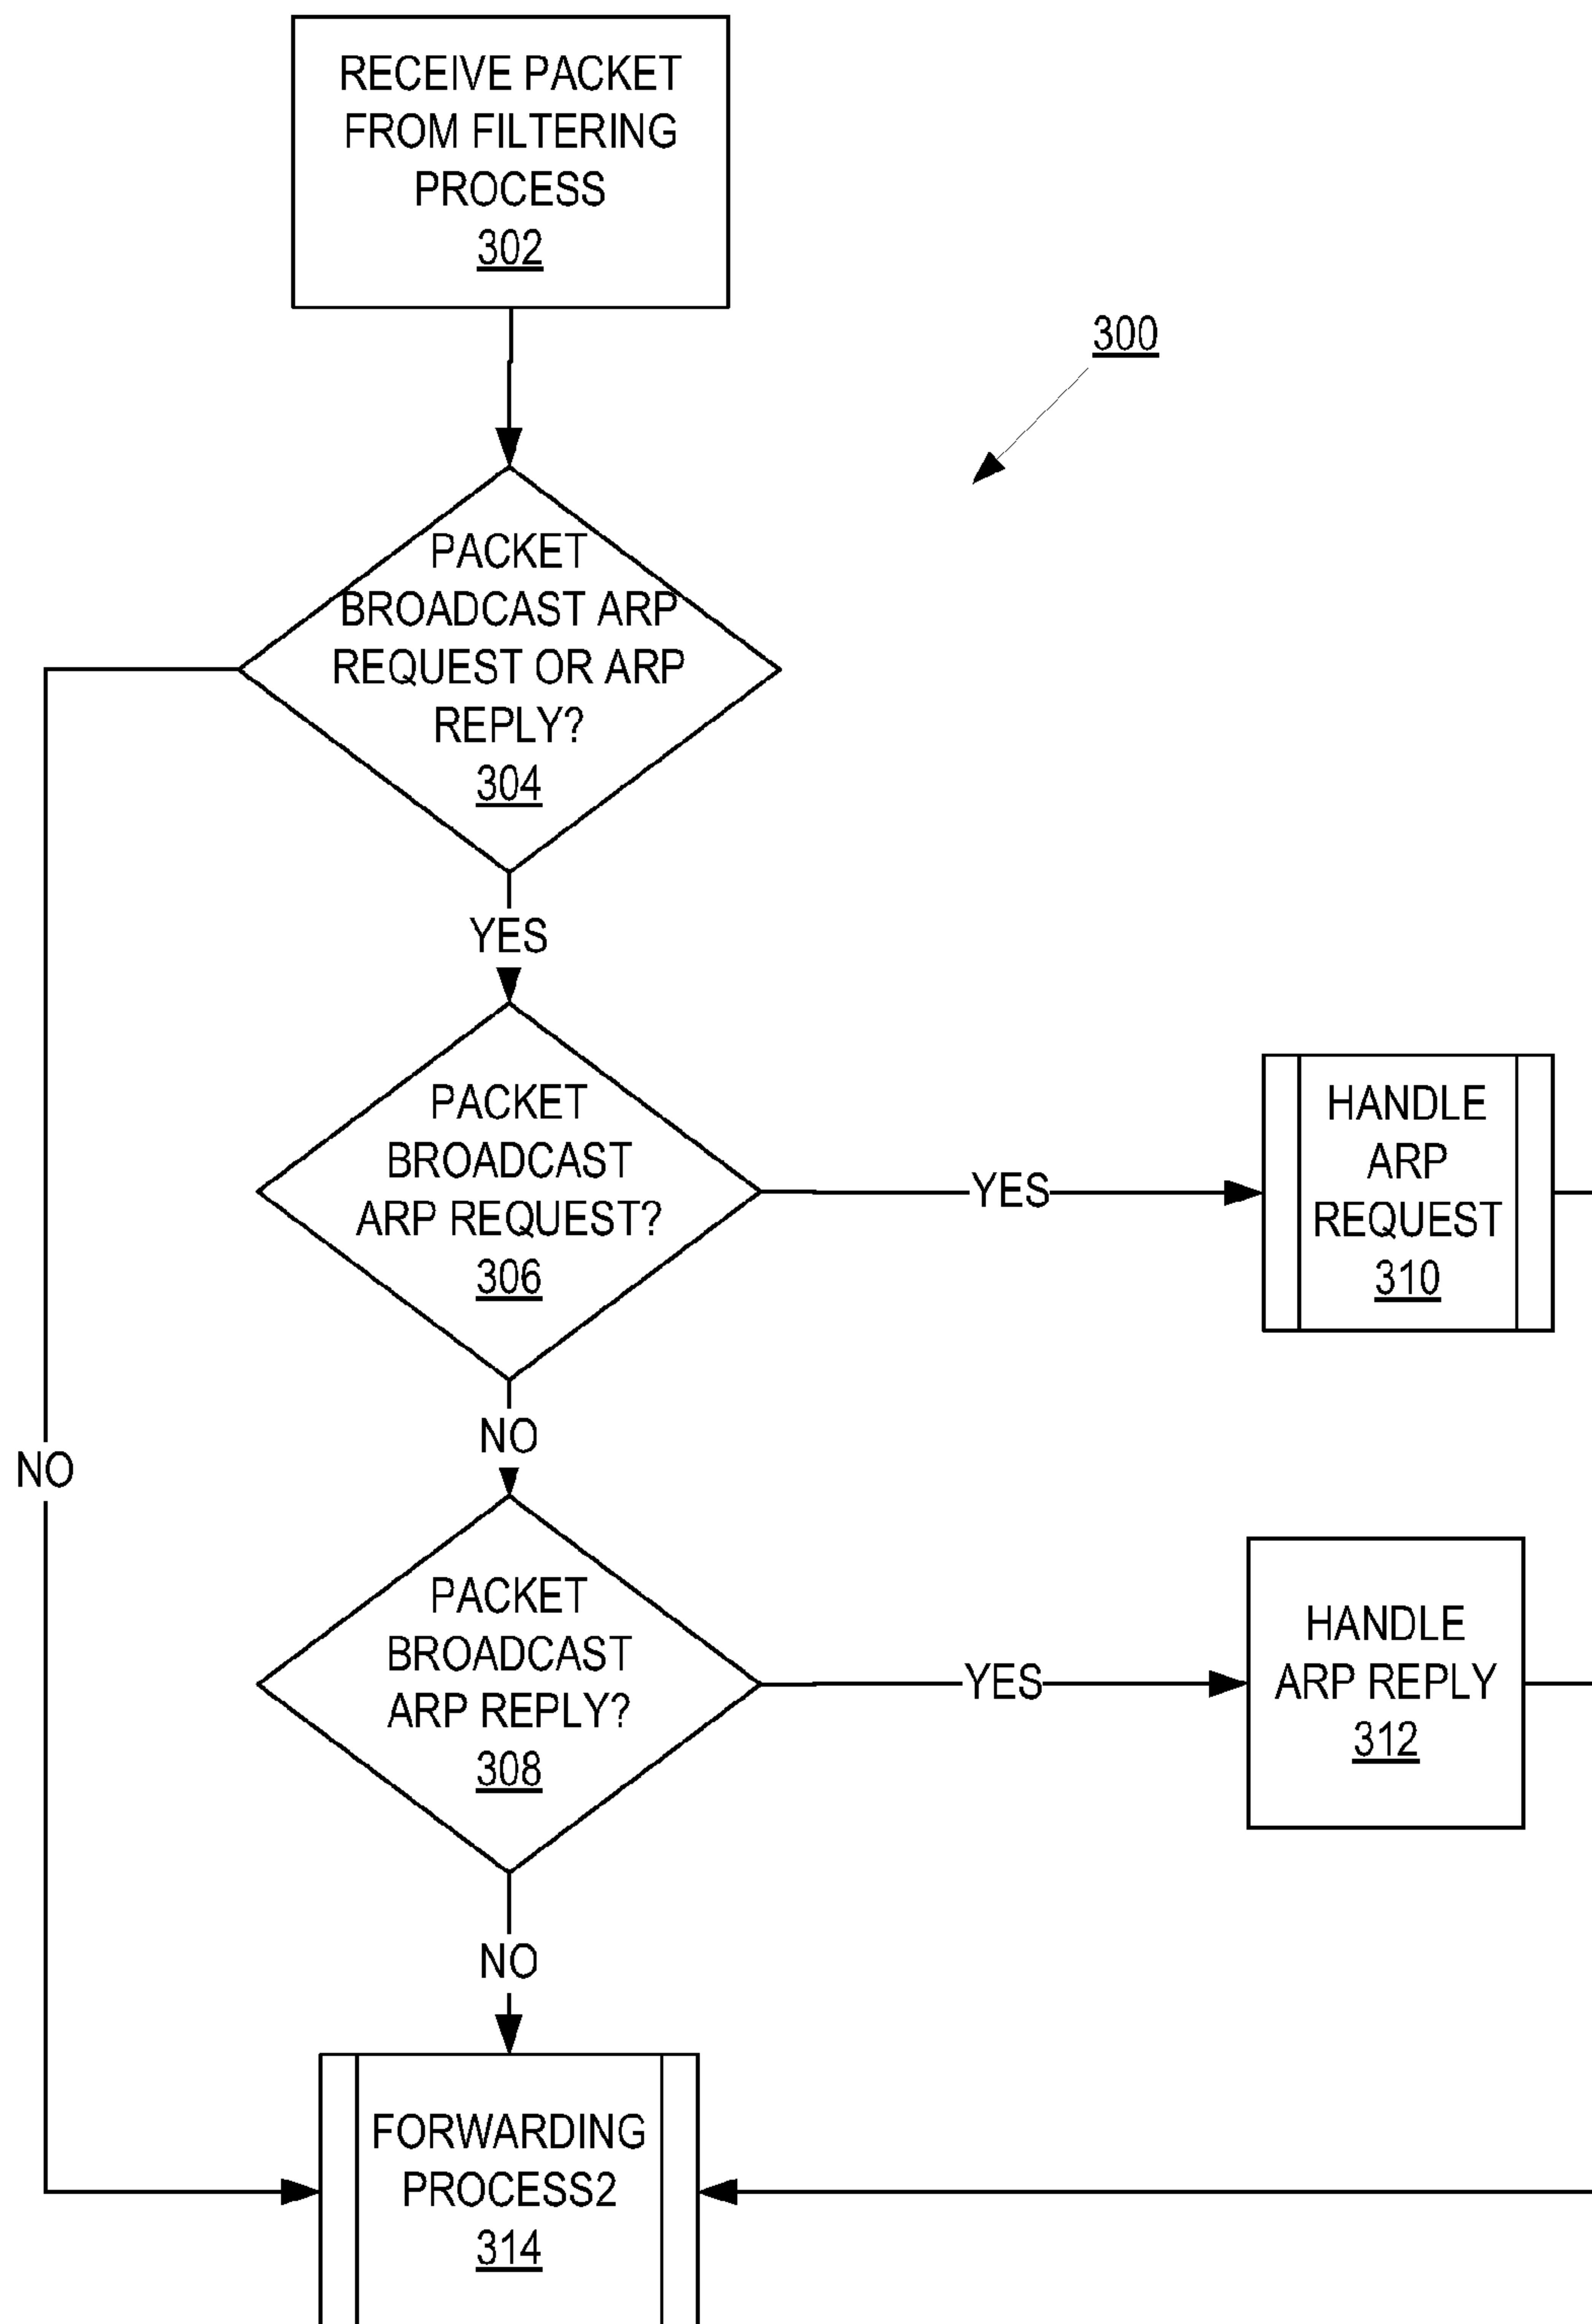 RECEIVE PACKET
FROM FILTERING
PROCESS
302
300
PACKET
BROADCAST ARP
REQUEST OR ARP
REPLY?
304
YES
PACKET
BROADCAST
ARP REQUEST?
306
YES
HANDLE
ARP
REQUEST
310
NO
NO
PACKET
BROADCAST
ARP REPLY?
308
YES
HANDLE
ARP REPLY
312
NO
FORWARDING
PROCESS2
314